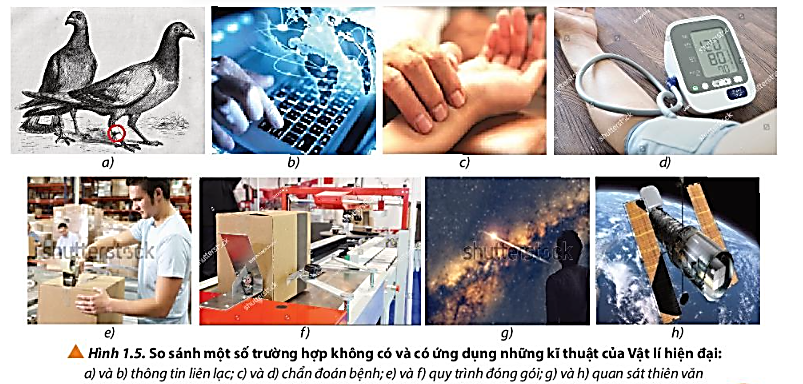 a)
b)
c)
d)
shutterstock
shutterstock
e)
f)
g)
h)
Hình 1.5. So sánh một số trường hợp không có và có ứng dụng những kĩ thuật của Vật lí hiện đại:
a) và b) thông tin liên lạc; c) và d) chẩn đoán bệnh; e) và f) quy trình đóng gói; g) và h) quan sát thiên văn